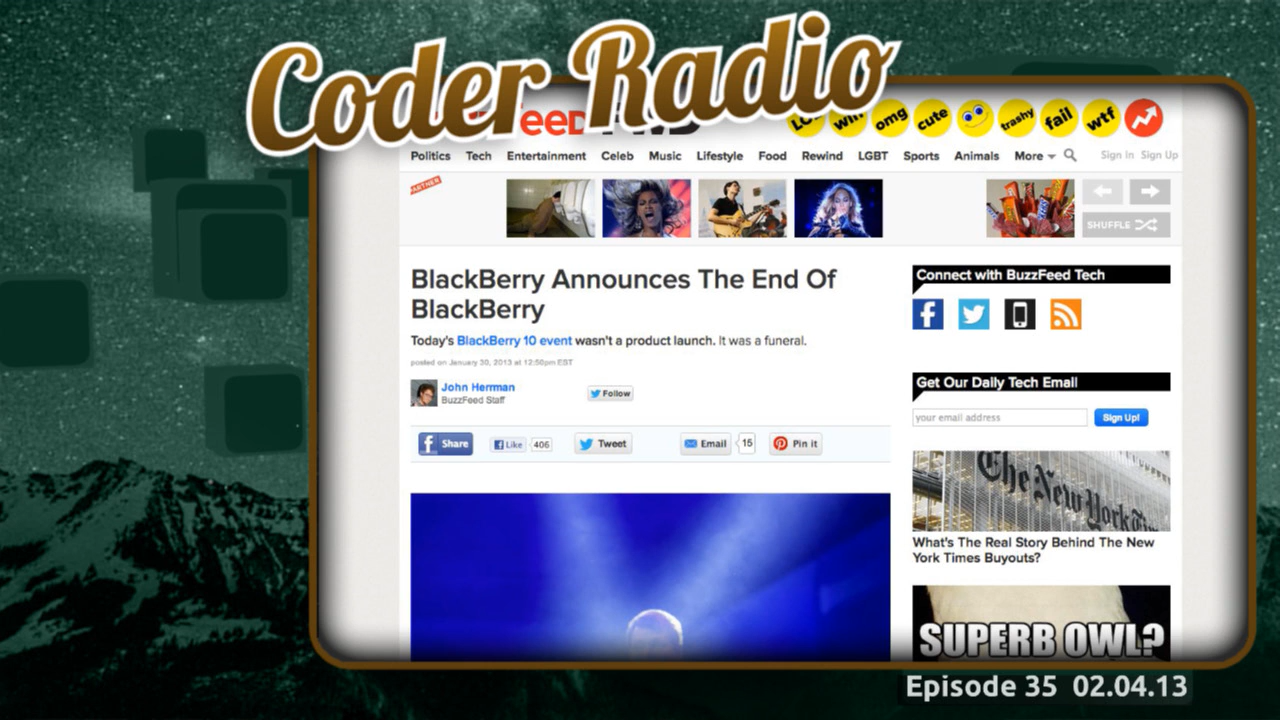 Coder Radio
win
omg
cute
trashy
fail
wtf
Politics Tech Entertainment Celeb Music Lifestyle Food Rewind LGBT Sports Animals More Sign In Sign Up
SHUFFLE
BlackBerry Announces The End Of
BlackBerry
Today's BlackBerry 10 event wasn't a product launch. It was a funeral.
posted on January 30, 2013 at 12:50pm EST
John Herrman
BuzzFeed Staff
Follow
Share Like 406 Tweet Email 15 Pin it
Connect with BuzzFeed Tech
Get Our Daily Tech Email
your email address Sign Up!
The New York Tim
What's The Real Story Behind The New
York Times Buyouts?
SUPERB OWL?
Episode 35 02.04.13